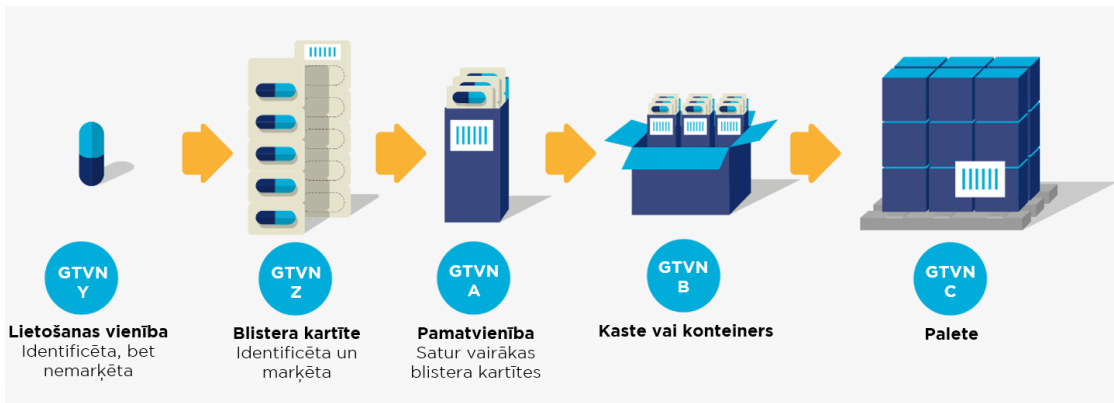 GTVN
Y
Lietošanas vienība
Identificēta, bet
nemarķēta
GTVN
Z
Blistera kartīte
Identificēta un
marķēta
GTVN
A
Pamatvienība
Satur vairākas
blistera kartītes
GTVN
B
Kaste vai konteiners
GTVN
C
Palete